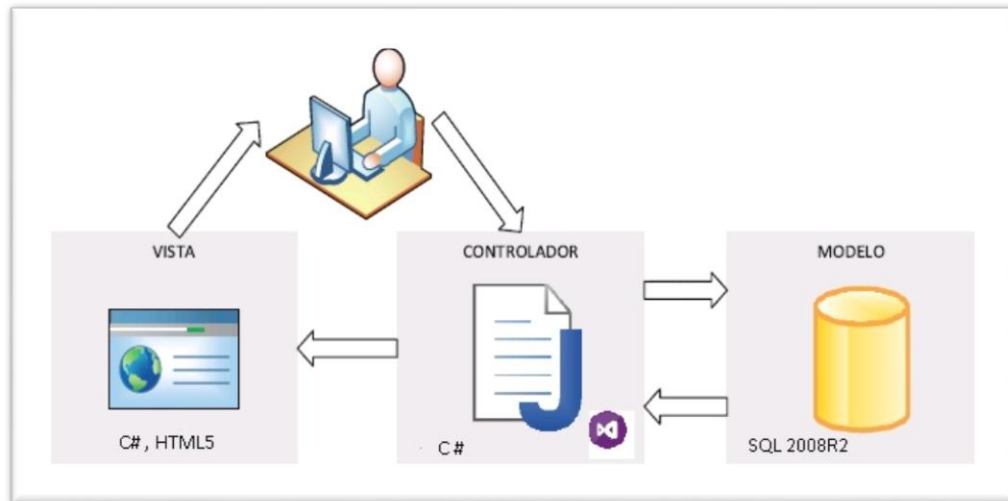 VISTA
CONTROLADOR
MODELO
C# , HTML5
C #
SQL 2008R2